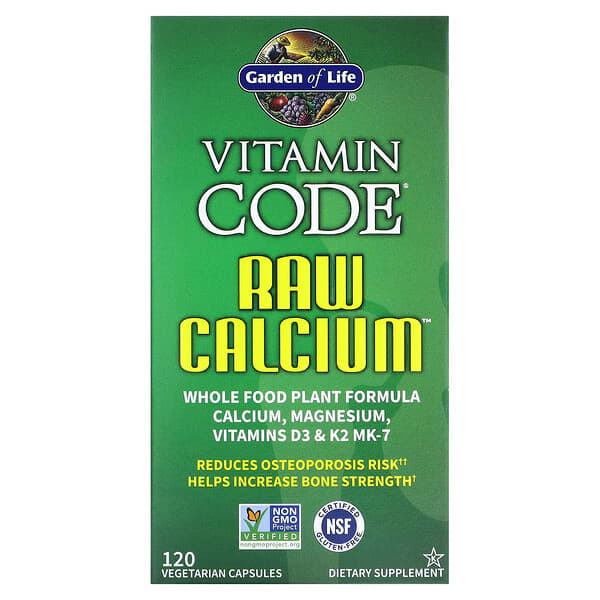 Garden of Life®
VITAMIN
CODE®
RAW
CALCIUM™
WHOLE FOOD PLANT FORMULA
CALCIUM, MAGNESIUM,
VITAMINS D3 & K2 MK-7
REDUCES OSTEOPOROSIS RISK††
HELPS INCREASE BONE STRENGTH†
NON
GMO
Project
VERIFIED
nongmoproject.org
CERTIFIED
NSF
GLUTEN-FREE
120
VEGETARIAN CAPSULES
K
DIETARY SUPPLEMENT